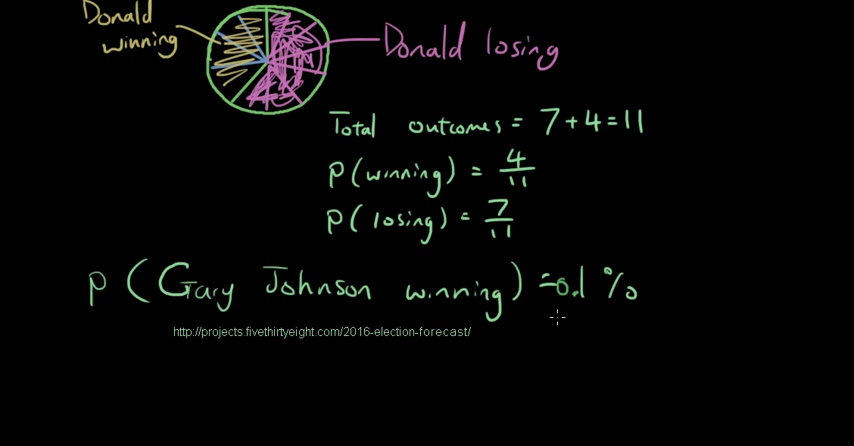 Donald
winning
Donald losing
Total outcomes = 7+4=11
P(winning) = 4/11
P(losing) = 7/11
P(Gary Johnson winning) =0.1 %
http://projects.fivethirtyeight.com/2016-election-forecast/